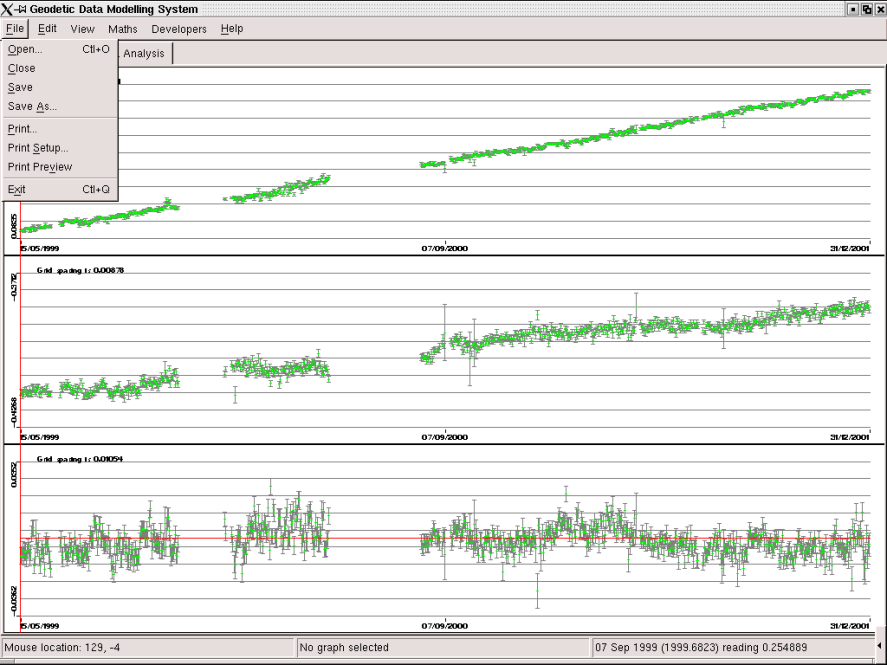 Geodetic Data Modelling System
File Edit View Maths Developers Help
Open... Ctl+O
Close
Save
Save As...
Print...
Print Setup...
Print Preview
Exit Ctl+Q
Analysis
0.0835
15/05/1999 07/09/2000 31/12/2001
Grid spacing is 0.00878
-0.3712
-0.4268
15/05/1999 07/09/2000 31/12/2001
Grid spacing is 0.01054
0.0352
-0.0362
15/05/1999 07/09/2000 31/12/2001
Mouse location: 129, -4
No graph selected
07 Sep 1999 (1999.6823) reading 0.254889